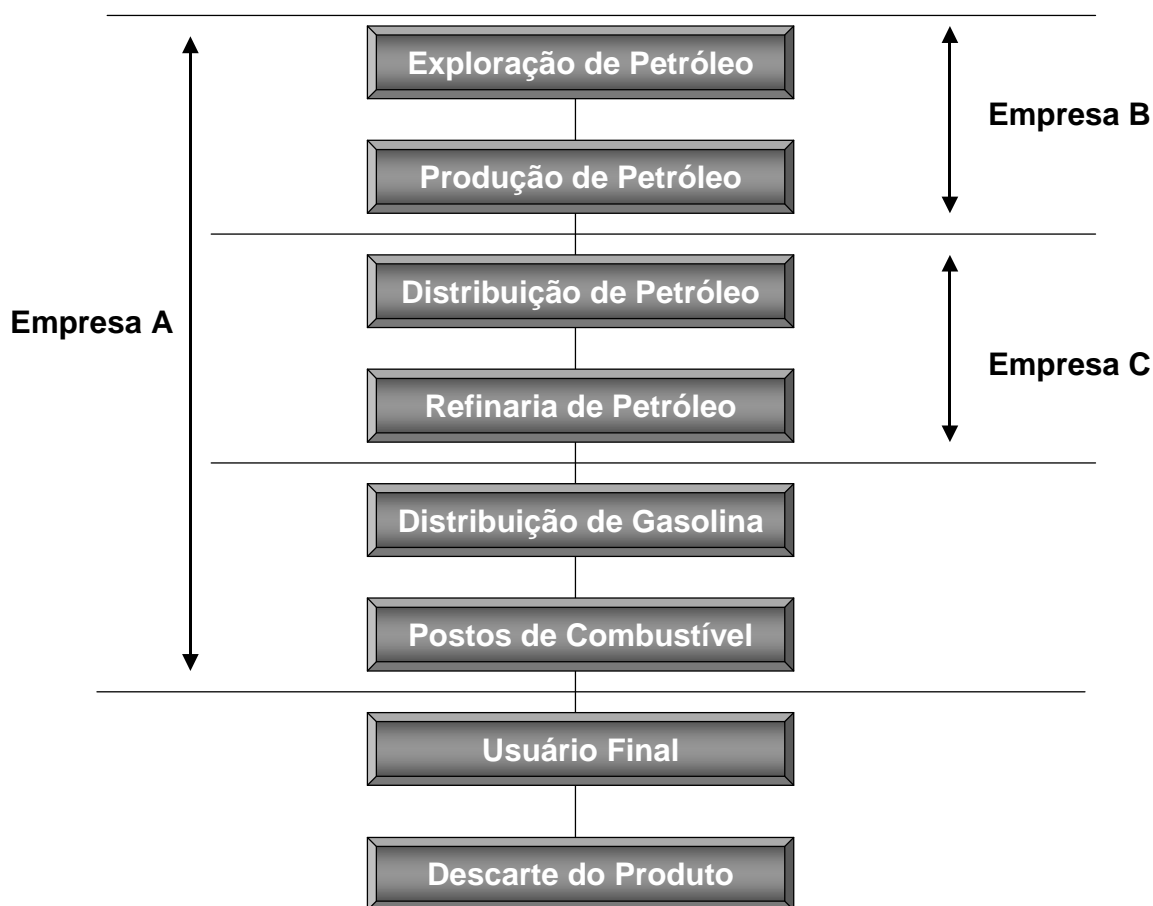 Exploração de Petróleo
Empresa B
Produção de Petróleo
Distribuição de Petróleo
Empresa A
Empresa C
Refinaria de Petróleo
Distribuição de Gasolina
Postos de Combustível
Usuário Final
Descarte do Produto